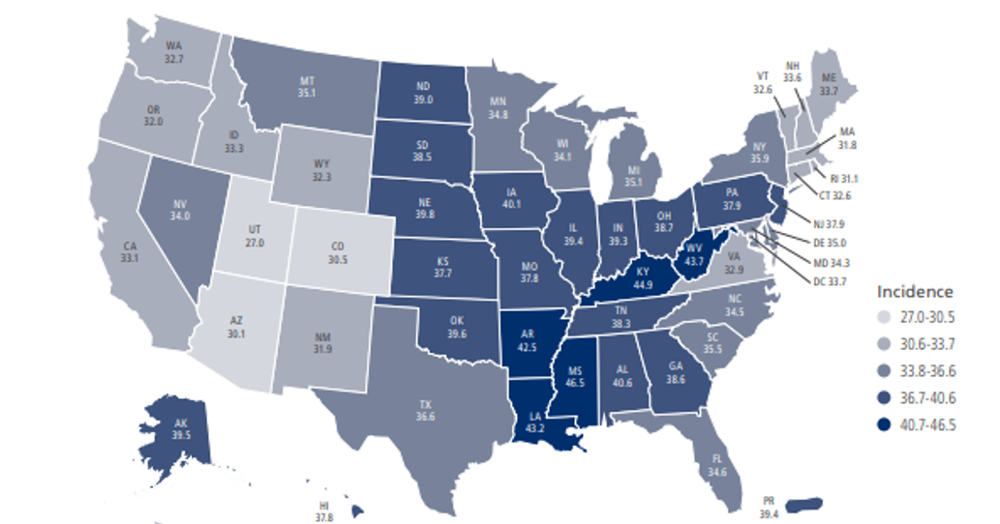 WA
32.7
OR
32.0
CA
33.1
ID
33.3
NV
34.0
MT
35.1
WY
32.3
UT
27.0
CO
30.5
AZ
30.1
NM
31.9
ND
39.0
SD
38.5
NE
39.8
KS
37.7
OK
39.6
TX
36.6
MN
34.8
IA
40.1
MO
37.8
AR
42.5
LA
43.2
WI
34.1
IL
39.4
MI
35.1
IN
39.3
OH
38.7
KY
44.9
TN
38.3
MS
46.5
AL
40.6
GA
38.6
FL
34.6
SC
35.5
NC
34.5
VA
32.9
WV
43.7
PA
37.9
NY
35.9
VT
32.6
NH
33.6
ME
33.7
MA
31.8
RI 31.1
CT 32.6
NJ 37.9
DE 35.0
MD 34.3
DC 33.7
AK
39.5
HI
37.8
PR
39.4
Incidence
27.0-30.5
30.6-33.7
33.8-36.6
36.7-40.6
40.7-46.5